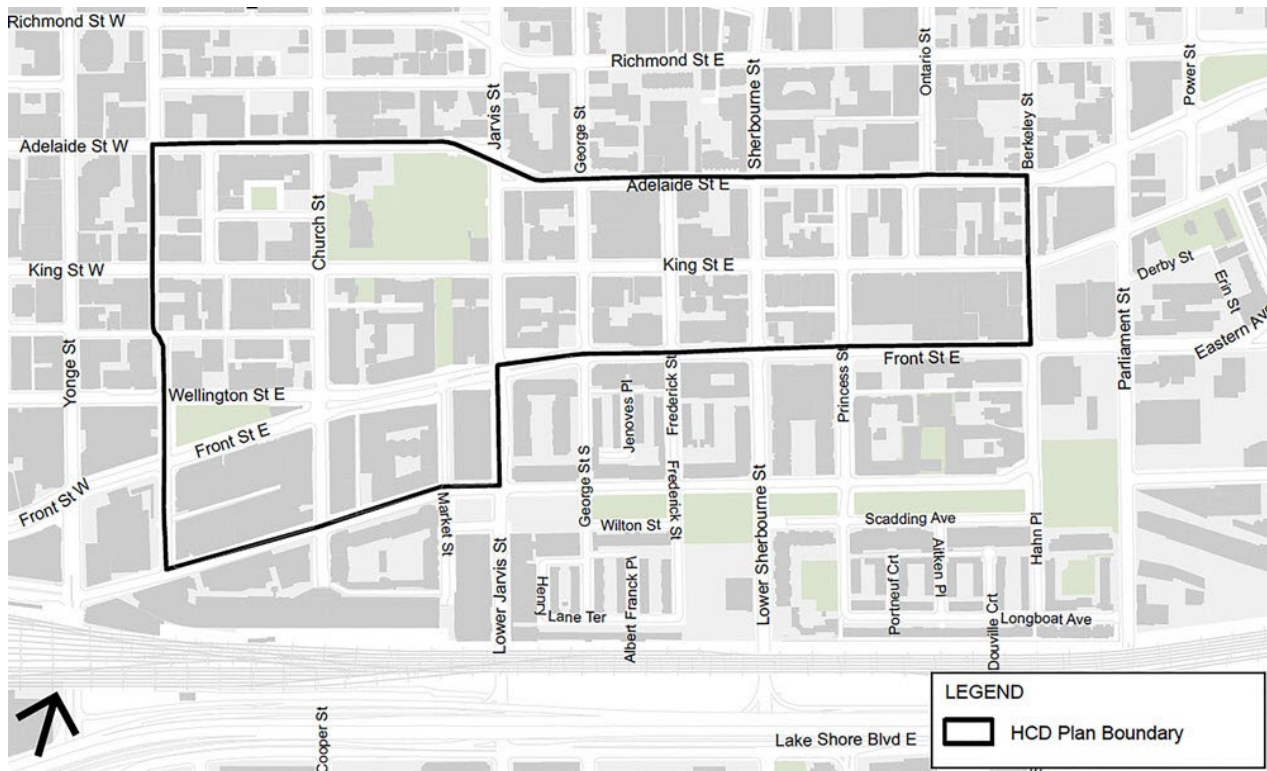 Richmond St W
Richmond St E
Ontario St
Power St
Jarvis St
George St
Sherbourne St
Berkeley St
Adelaide St W
Adelaide St E
Church St
King St W
King St E
Derby St
Erin St
Eastern Ave
Parliament St
Yonge St
Front St E
Princess St
Wellington St E
Front St E
Jenoves Pl
Frederick St
Front St W
George St S
Frederick St
Market St
Wilton St
Lower Sherbourne St
Scadding Ave
Hahn Pl
Lower Jarvis St
Henry
Lane Ter
Albert Franck Pl
Portneuf Crt
Aitken Pl
Douville Crt
Longboat Ave
Cooper St
Lake Shore Blvd E
LEGEND
HCD Plan Boundary